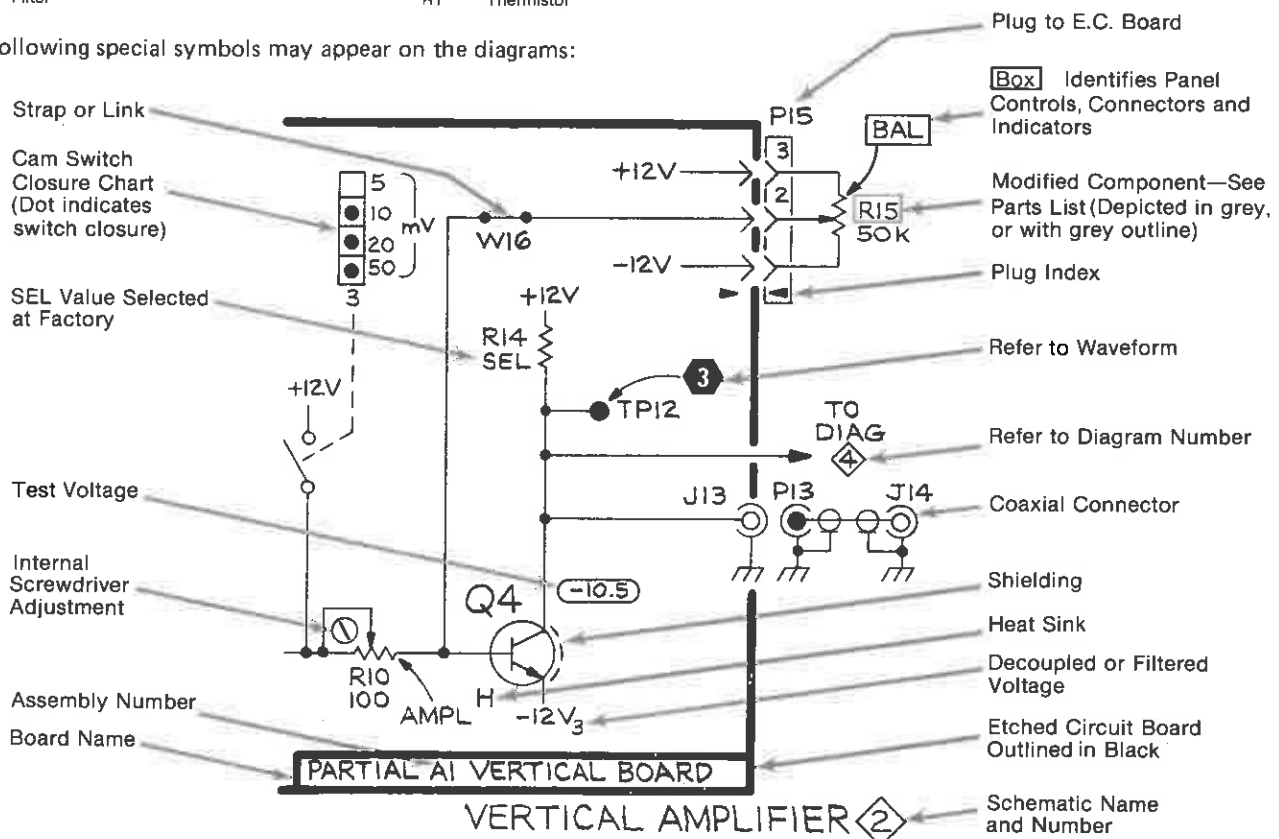 Thermistor
ollowing special symbols may appear on the diagrams:
Plug to E.C. Board
Box Identifies Panel
Controls, Connectors and
Indicators
Modified Component—See
Parts List (Depicted in grey,
or with grey outline)
Plug Index
Refer to Waveform
Refer to Diagram Number
Coaxial Connector
Shielding
Heat Sink
Decoupled or Filtered
Voltage
Etched Circuit Board
Outlined in Black
Schematic Name
and Number
Strap or Link
Cam Switch
Closure Chart
(Dot indicates
switch closure)
SEL Value Selected
at Factory
Test Voltage
Internal
Screwdriver
Adjustment
Assembly Number
Board Name
5
10
20
50
mV
3
+12V
W16
+12V
R14
SEL
+12V
-12V
P15
3
2
BAL
R15
50K
3
TP12
TO
DIAG
4
J13
P13
J14
-10.5
Q4
R10
100
AMPL
H
-12V3
PARTIAL A1 VERTICAL BOARD
VERTICAL AMPLIFIER 2